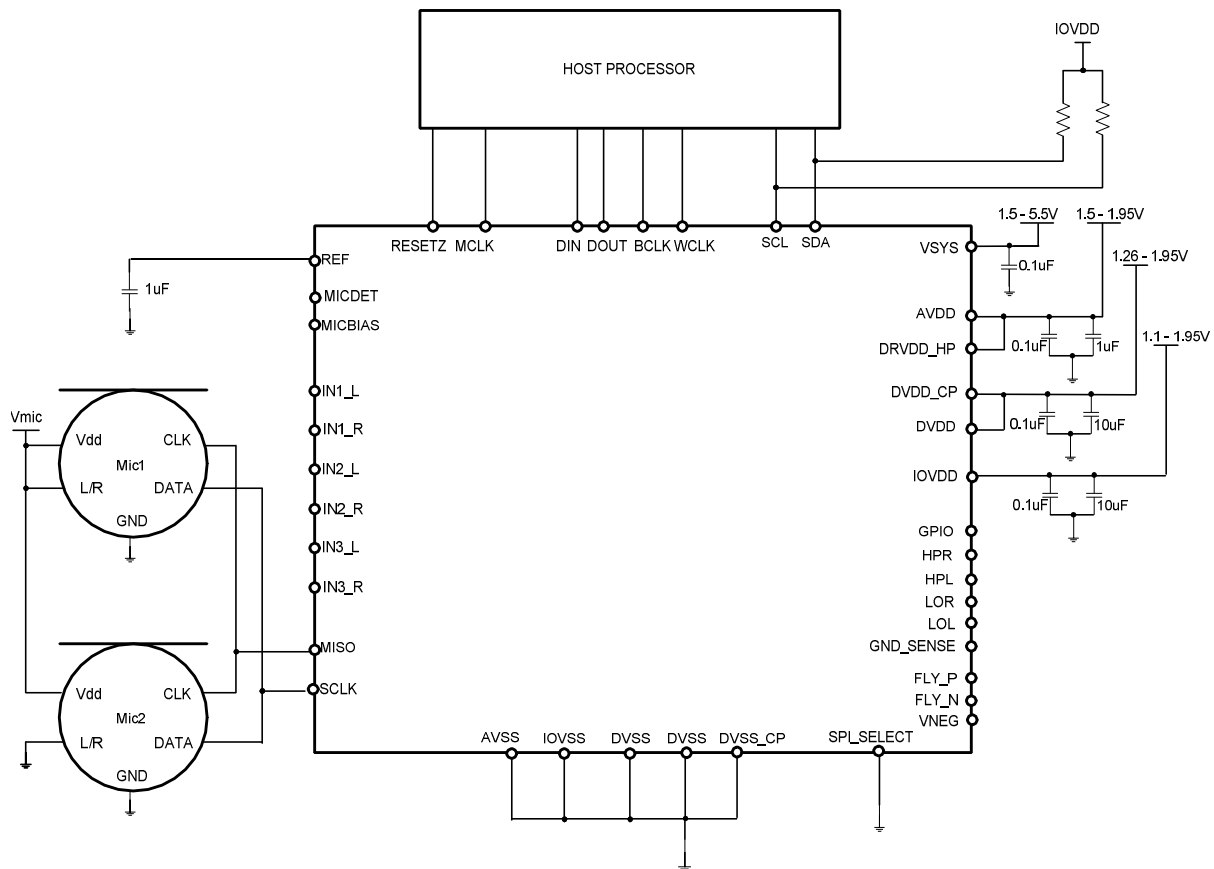 HOST PROCESSOR
IOVDD
RESETZ MCLK DIN DOUT BCLK WCLK SCL SDA
1.5 - 5.5V
1.5 - 1.95V
1.26 - 1.95V
1.1 - 1.95V
REF
1uF
MICDET
MICBIAS
IN1_L
IN1_R
IN2_L
IN2_R
IN3_L
IN3_R
MISO
SCLK
Vmic
Vdd
CLK
Mic1
L/R
DATA
GND
Vdd
CLK
Mic2
L/R
DATA
GND
VSYS
0.1uF
AVDD
DRVDD_HP
0.1uF
1uF
DVDD_CP
DVDD
0.1uF
10uF
IOVDD
0.1uF
10uF
GPIO
HPR
HPL
LOR
LOL
GND_SENSE
FLY_P
FLY_N
VNEG
AVSS IOVSS DVSS DVSS DVSS_CP SPI_SELECT